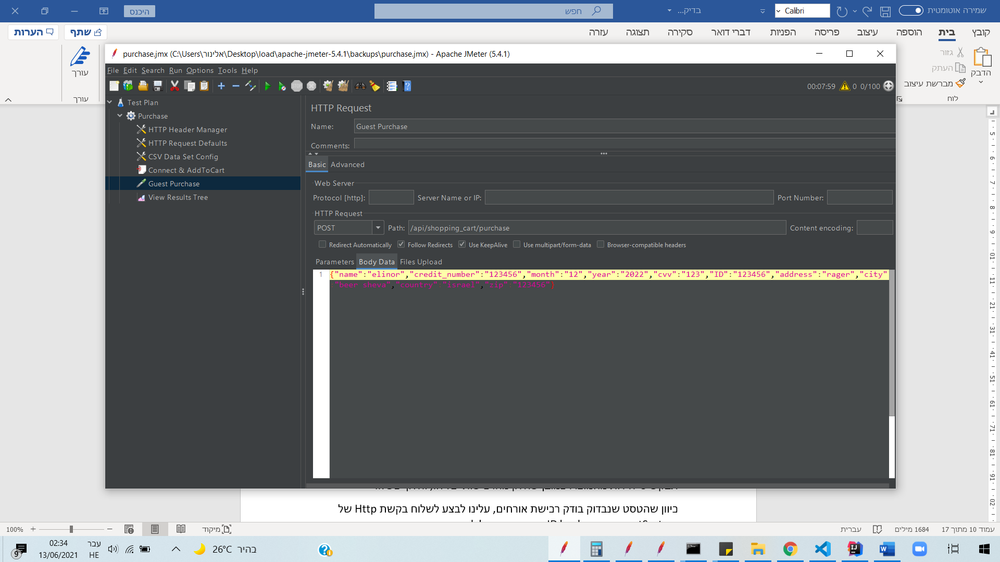 היכנס
חפש
בדיק...
Calibri
שמירה אוטומטית
קובץ
בית
הוספה
עיצוב
פריסה
הפניות
דברי דואר
סקירה
תצוגה
עזרה
שתף
הערות
הדבק
גזור
העתק
מברשת עיצוב
לוח
עורך
עורך
purchase.jmx (C:\Users\אלינור\Desktop\load\apache-jmeter-5.4.1\backups\purchase.jmx) - Apache JMeter (5.4.1)
File Edit Search Run Options Tools Help
00:07:59 0 0/100
Test Plan
Purchase
HTTP Header Manager
HTTP Request Defaults
CSV Data Set Config
Connect & AddToCart
Guest Purchase
View Results Tree
HTTP Request
Name: Guest Purchase
Comments:
Basic Advanced
Web Server
Protocol [http]: Server Name or IP: Port Number:
HTTP Request
POST Path: /api/shopping_cart/purchase Content encoding:
Redirect Automatically Follow Redirects Use KeepAlive Use multipart/form-data Browser-compatible headers
Parameters Body Data Files Upload
1 {"name":"elinor","credit_number":"123456","month":"12","year":"2022","cvv":"123","ID":"123456","address":"rager","city"
:"beer sheva","country":"israel","zip":"123456"}
כיוון שהטסט שנבדוק בודק רכישת אורחים, עלינו לבצע לשלוח בקשת Http של
עמוד 10 מתוך 17
1684 מילים
עברית
מיקוד
100%
02:34
13/06/2021
עבר
HE
26°C בהיר
9